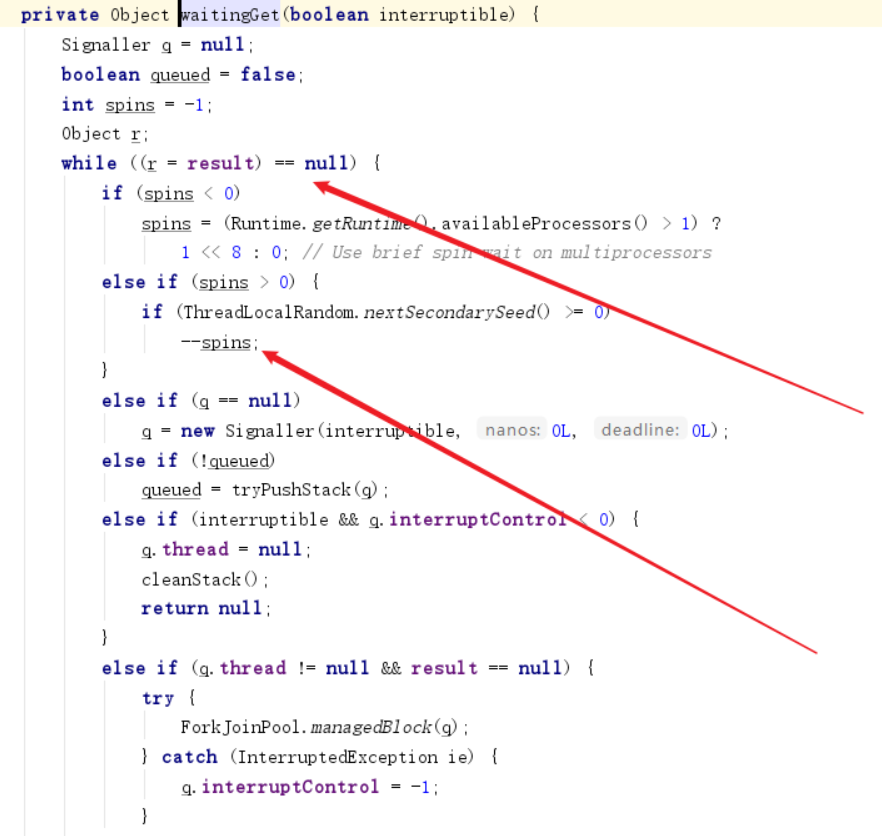 private Object waitingGet(boolean interruptible) {
Signaller q = null;
boolean queued = false;
int spins = -1;
Object r;
while ((r = result) == null) {
if (spins < 0)
spins = (Runtime.getRuntime().availableProcessors() > 1) ?
1 << 8 : 0; // Use brief spin-wait on multiprocessors
else if (spins > 0) {
if (ThreadLocalRandom.nextSecondarySeed() >= 0)
--spins;
}
else if (q == null)
q = new Signaller(interruptible, nanos: 0L, deadline: 0L);
else if (!queued)
queued = tryPushStack(q);
else if (interruptible && q.interruptControl < 0) {
q.thread = null;
cleanStack();
return null;
}
else if (q.thread != null && result == null) {
try {
ForkJoinPool.managedBlock(q);
} catch (InterruptedException ie) {
q.interruptControl = -1;
}